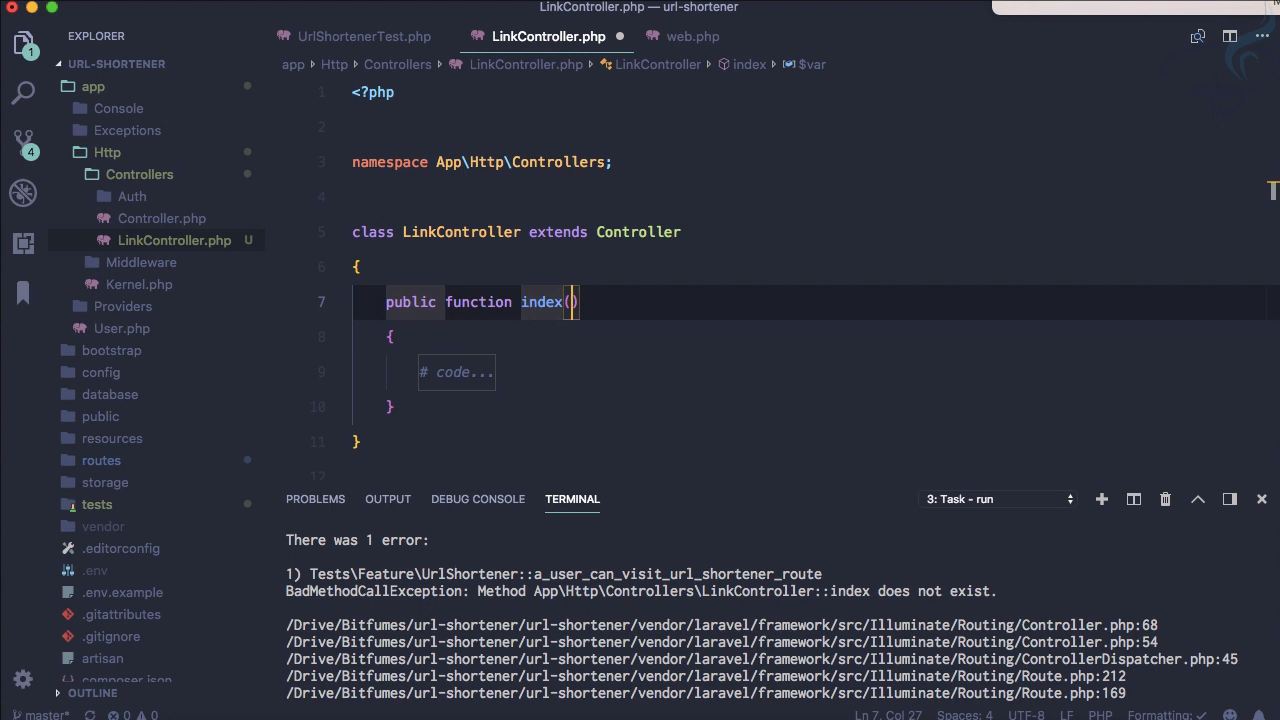 LinkController.php — url-shortener
EXPLORER
UrlShortenerTest.php
LinkController.php
web.php
1
URL-SHORTENER
app › Http › Controllers › LinkController.php › LinkController › index › $var
app
Console
Exceptions
4
Http
Controllers
Auth
Controller.php
LinkController.php U
Middleware
Kernel.php
Providers
User.php
bootstrap
config
database
public
resources
routes
storage
tests
vendor
.editorconfig
.env
.env.example
.gitattributes
.gitignore
artisan
composer.json
OUTLINE
1 <?php
2
3 namespace App\Http\Controllers;
4
5 class LinkController extends Controller
6 {
7 public function index()
8 {
9 # code...
10 }
11 }
12
PROBLEMS OUTPUT DEBUG CONSOLE TERMINAL 3: Task - run
There was 1 error:
1) Tests\Feature\UrlShortener::a_user_can_visit_url_shortener_route
BadMethodCallException: Method App\Http\Controllers\LinkController::index does not exist.
/Drive/Bitfumes/url-shortener/url-shortener/vendor/laravel/framework/src/Illuminate/Routing/Controller.php:68
/Drive/Bitfumes/url-shortener/url-shortener/vendor/laravel/framework/src/Illuminate/Routing/Controller.php:54
/Drive/Bitfumes/url-shortener/url-shortener/vendor/laravel/framework/src/Illuminate/Routing/ControllerDispatcher.php:45
/Drive/Bitfumes/url-shortener/url-shortener/vendor/laravel/framework/src/Illuminate/Routing/Route.php:212
/Drive/Bitfumes/url-shortener/url-shortener/vendor/laravel/framework/src/Illuminate/Routing/Route.php:169
master* 0 0 Ln 7, Col 27 Spaces: 4 UTF-8 LF PHP Formatting: ✓